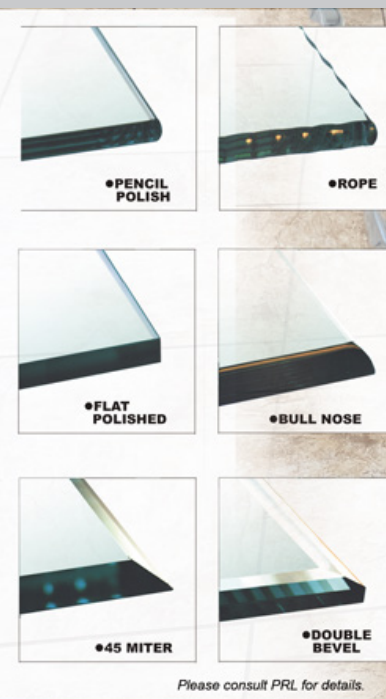 ●PENCIL
POLISH
●ROPE
●FLAT
POLISHED
●BULL NOSE
●45 MITER
●DOUBLE
BEVEL
Please consult PRL for details.